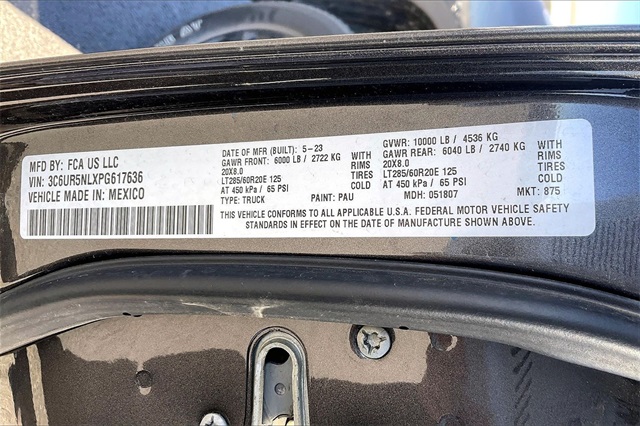 MFD BY: FCA US LLC
VIN: 3C6UR5NLXPG617636
VEHICLE MADE IN: MEXICO
DATE OF MFR (BUILT): 5-23
GAWR FRONT: 6000 LB / 2722 KG
20X8.0 RIMS WITH
LT285/60R20E 125 TIRES
AT 450 kPa / 65 PSI COLD
TYPE: TRUCK PAINT: PAU
GVWR: 10000 LB / 4536 KG
GAWR REAR: 6040 LB / 2740 KG WITH
20X8.0 RIMS
LT285/60R20E 125 TIRES
AT 450 kPa / 65 PSI COLD
MDH: 051807 MKT: 875
THIS VEHICLE CONFORMS TO ALL APPLICABLE U.S.A. FEDERAL MOTOR VEHICLE SAFETY
STANDARDS IN EFFECT ON THE DATE OF MANUFACTURE SHOWN ABOVE.